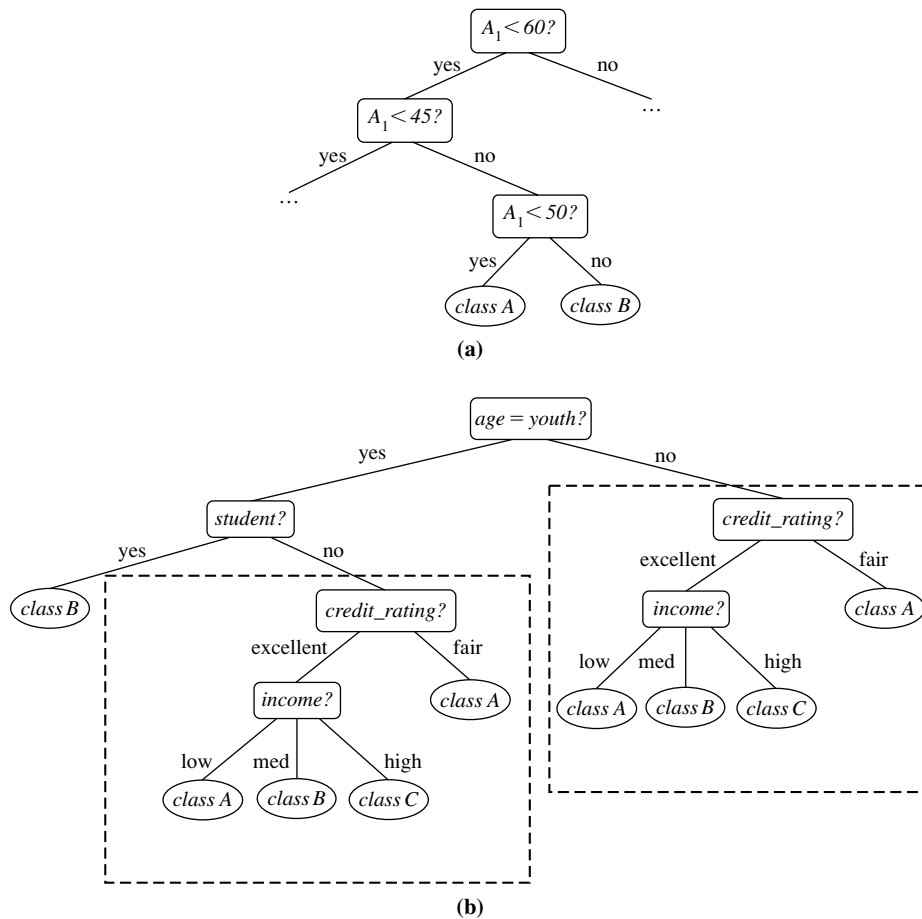 A1 < 60?
yes
no
A1 < 45?
...
yes
no
...
A1 < 50?
yes
no
class A
class B
(a)
age = youth?
yes
no
student?
credit_rating?
yes
no
excellent
fair
class B
credit_rating?
income?
class A
excellent
fair
low
med
high
income?
class A
class A
class B
class C
low
med
high
class A
class B
class C
(b)